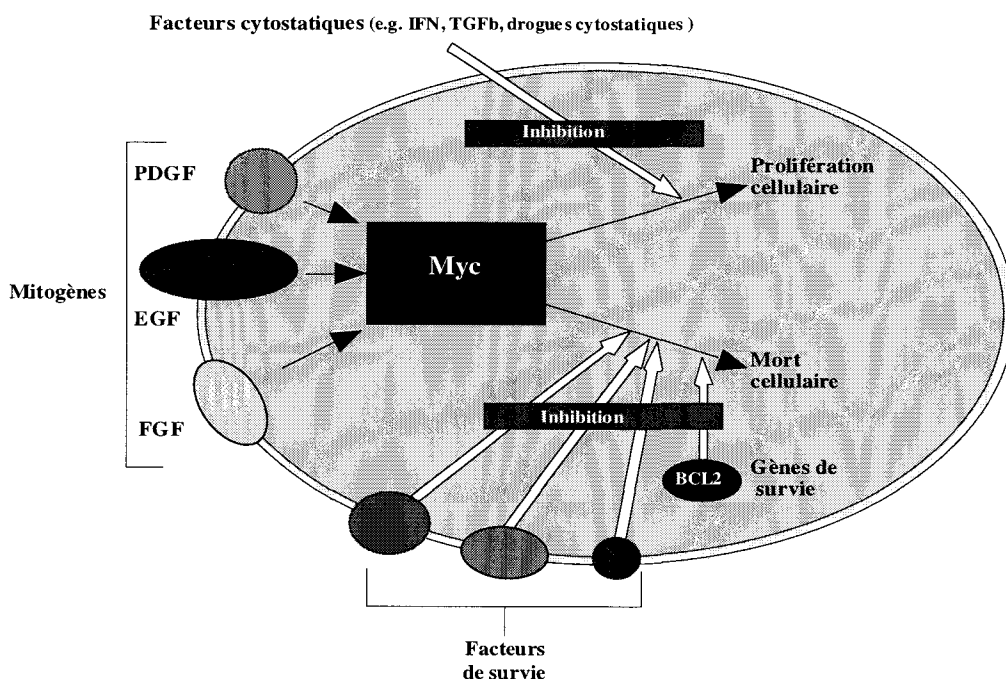 Facteurs cytostatiques (e.g. IFN, TGFb, drogues cytostatiques )
Inhibition
Prolifération
cellulaire
PDGF
Myc
Mitogènes
EGF
Mort
cellulaire
FGF
Inhibition
BCL2
Gènes de
survie
Facteurs
de survie